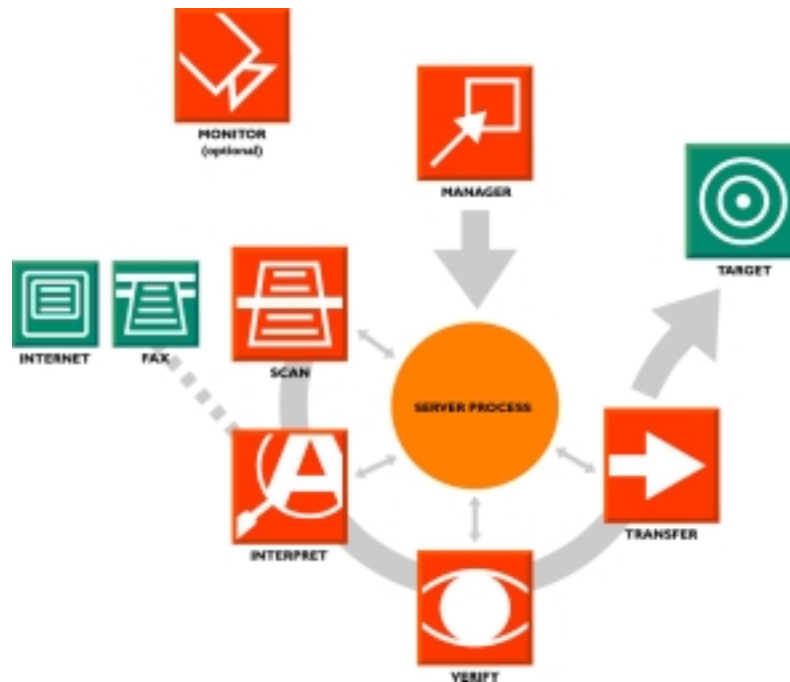 MONITOR
(optional)
MANAGER
TARGET
INTERNET
FAX
SCAN
SERVER PROCESS
INTERPRET
TRANSFER
VERIFY